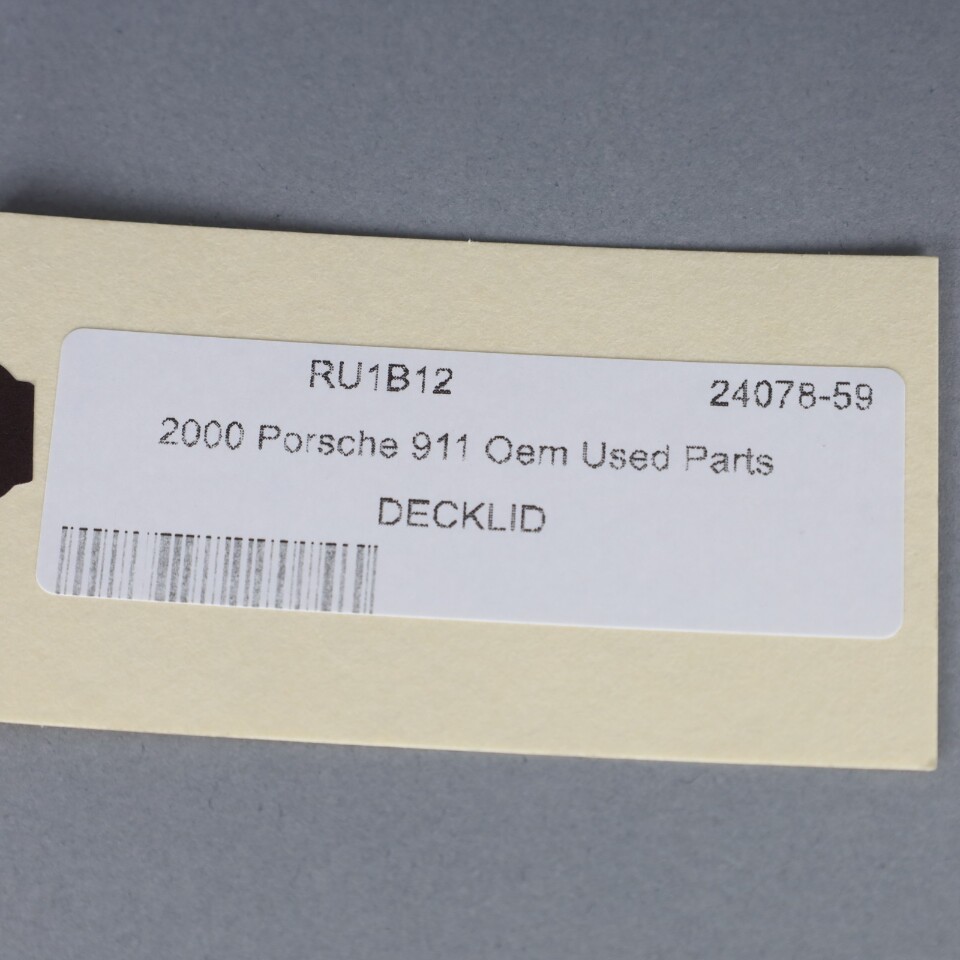 RU1B12 24078-59
2000 Porsche 911 Oem Used Parts
DECKLID